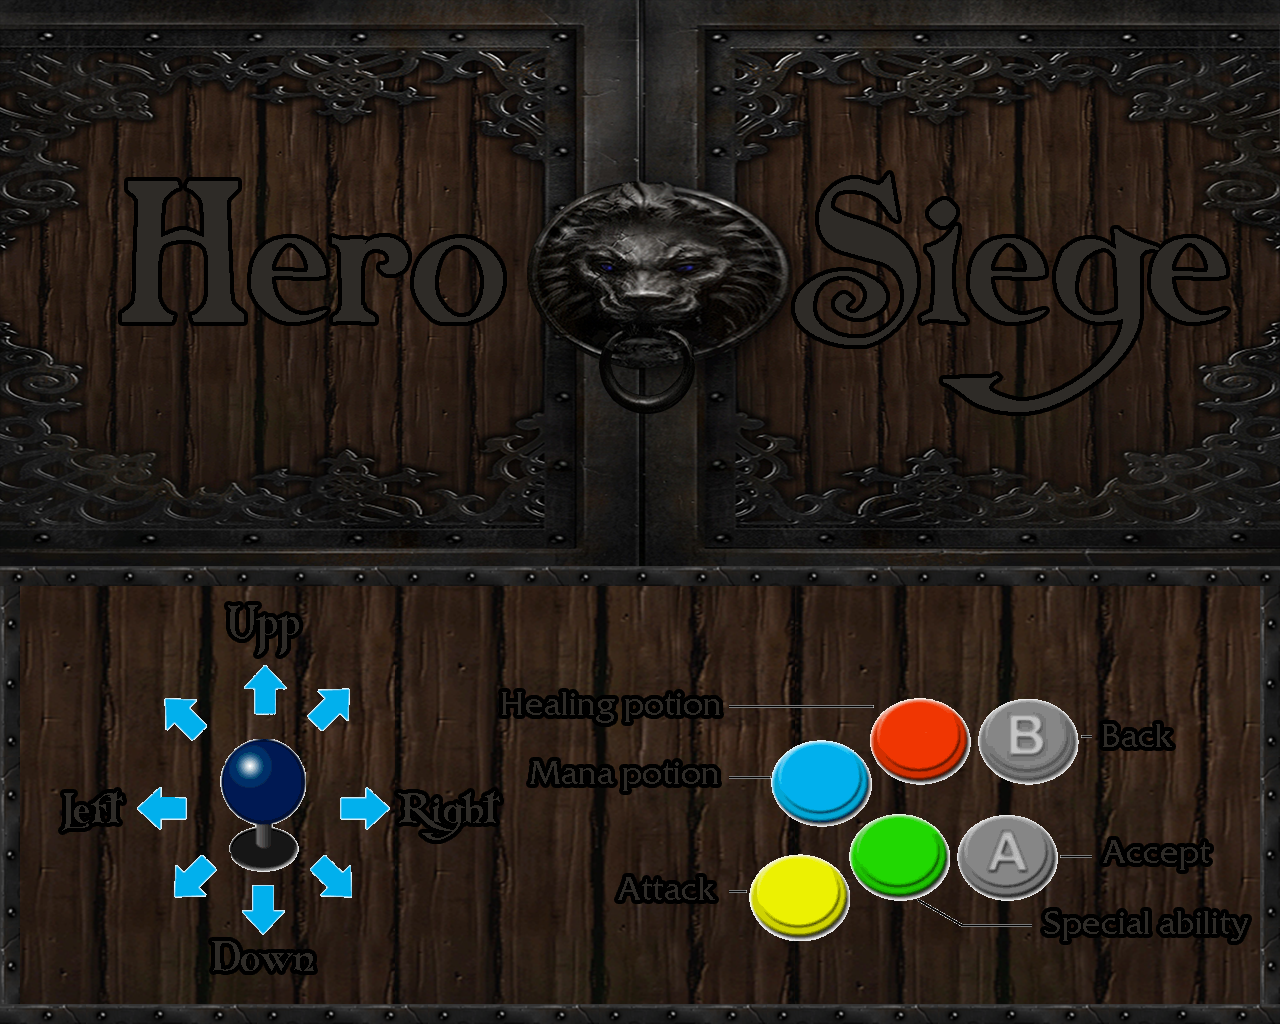 Hero Siege
Upp
Left
Right
Down
Healing potion
Mana potion
Attack
B
Back
A
Accept
Special ability